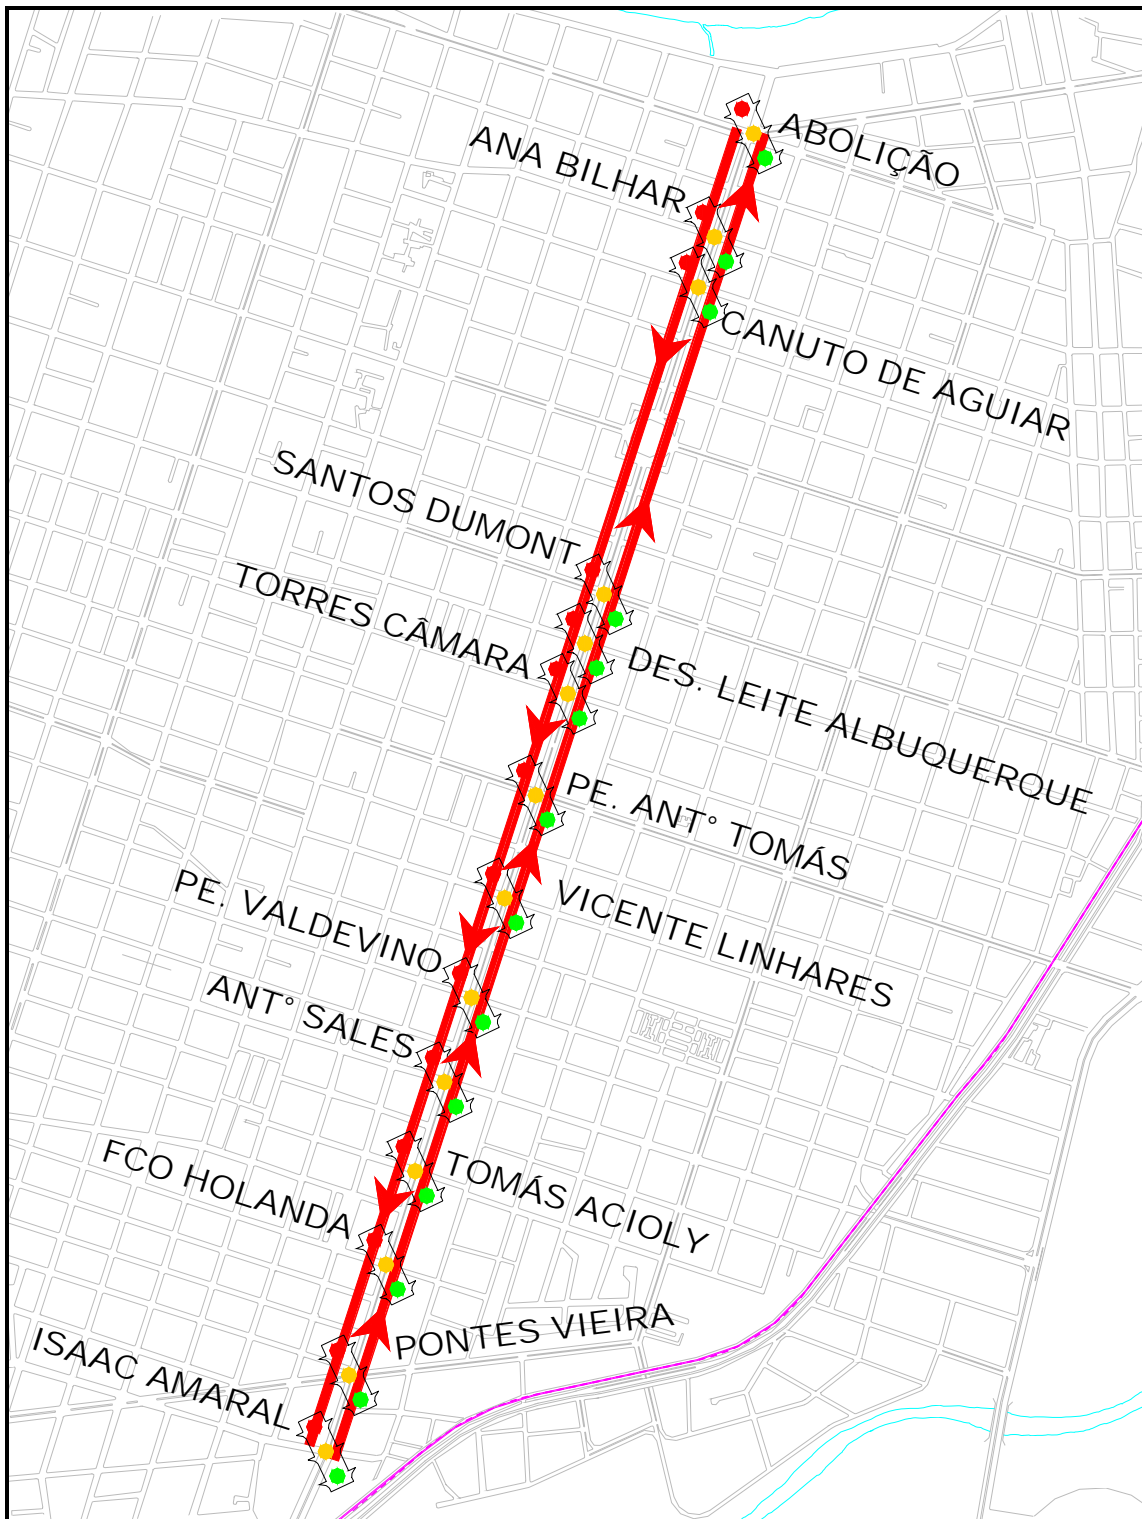 ABOLIÇÃO
ANA BILHAR
CANUTO DE AGUIAR
SANTOS DUMONT
TORRES CÂMARA
DES. LEITE ALBUQUERQUE
PE. ANT° TOMÁS
PE. VALDEVINO
VICENTE LINHARES
ANT° SALES
FCO HOLANDA
TOMÁS ACIOLY
PONTES VIEIRA
ISAAC AMARAL